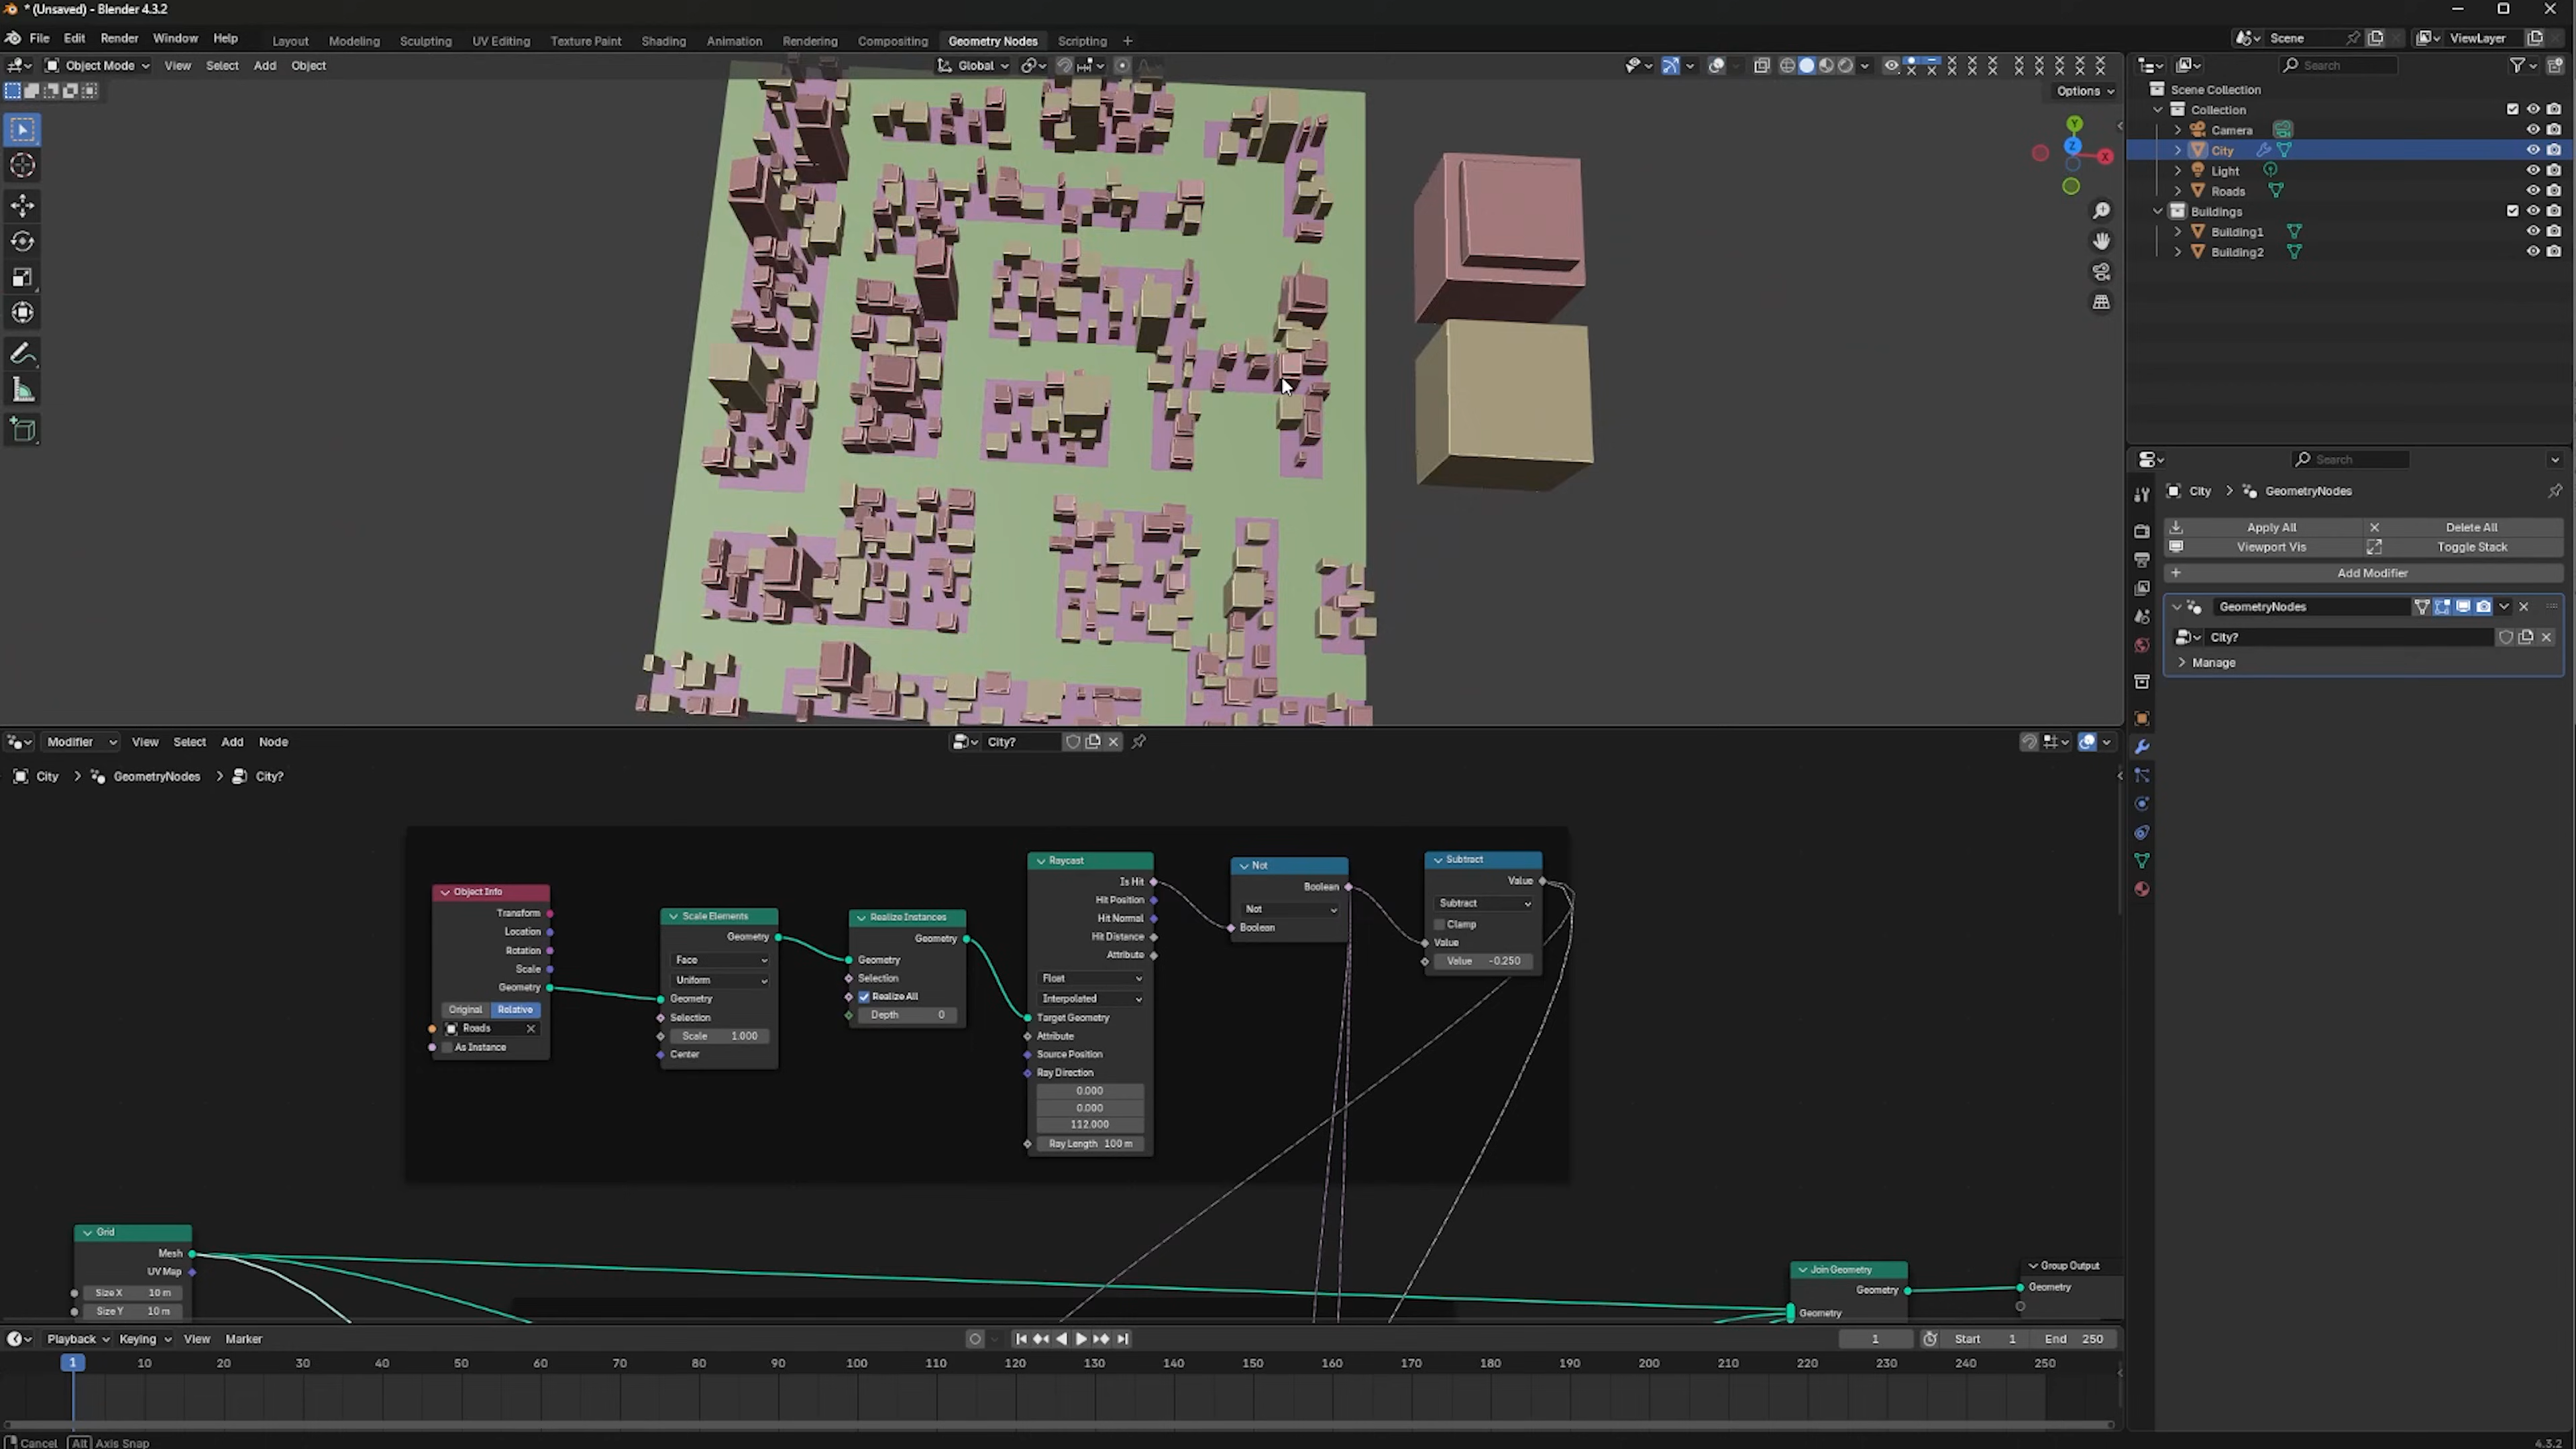 * (Unsaved) - Blender 4.3.2
File Edit Render Window Help
Layout Modeling Sculpting UV Editing Texture Paint Shading Animation Rendering Compositing Geometry Nodes Scripting +
Scene
ViewLayer
Object Mode View Select Add Object
Global
Options
Y
Z
X
Search
Scene Collection
Collection
Camera
City
Light
Roads
Buildings
Building1
Building2
Search
City > GeometryNodes
Apply All
Delete All
Viewport Vis
Toggle Stack
Add Modifier
GeometryNodes
City?
Manage
Modifier View Select Add Node
City?
City > GeometryNodes > City?
Object Info
Transform
Location
Rotation
Scale
Geometry
Original Relative
Roads
As Instance
Scale Elements
Geometry
Face
Uniform
Geometry
Selection
Scale 1.000
Center
Realize Instances
Geometry
Geometry
Selection
Realize All
Depth 0
Raycast
Is Hit
Hit Position
Hit Normal
Hit Distance
Attribute
Float
Interpolated
Target Geometry
Attribute
Source Position
Ray Direction
0.000
0.000
112.000
Ray Length 100 m
Not
Boolean
Not
Boolean
Subtract
Value
Subtract
Clamp
Value
Value -0.250
Grid
Mesh
UV Map
Size X 10 m
Size Y 10 m
Join Geometry
Geometry
Geometry
Group Output
Geometry
Playback Keying View Marker
1
Start 1
End 250
1 10 20 30 40 50 60 70 80 90 100 110 120 130 140 150 160 170 180 190 200 210 220 230 240 250
Cancel Alt Axis Snap
4.3.2